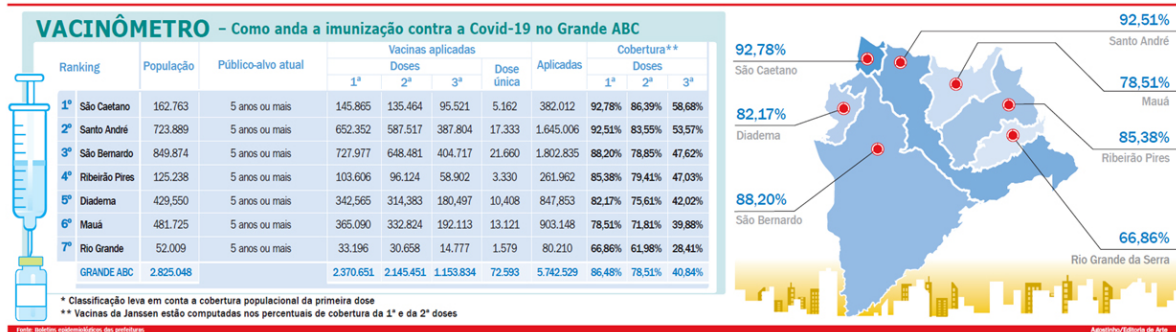 VACINÔMETRO – Como anda a imunização contra a Covid-19 no Grande ABC
Ranking População Público-alvo atual Vacinas aplicadas Aplicadas Cobertura**
Doses Dose única Doses
1ª 2ª 3ª 1ª 2ª 3ª
1º São Caetano 162.763 5 anos ou mais 145.865 135.464 95.521 5.162 382.012 92,78% 86,39% 58,68%
2º Santo André 723.889 5 anos ou mais 652.352 587.517 387.804 17.333 1.645.006 92,51% 83,55% 53,57%
3º São Bernardo 849.874 5 anos ou mais 727.977 648.481 404.717 21.660 1.802.835 88,20% 78,85% 47,62%
4º Ribeirão Pires 125.238 5 anos ou mais 103.606 96.124 58.902 3.330 261.962 85,38% 79,41% 47,03%
5º Diadema 429,550 5 anos ou mais 342,565 314,383 180,497 10,408 847,853 82,17% 75,61% 42,02%
6º Mauá 481.725 5 anos ou mais 365.090 332.824 192.113 13.121 903.148 78,51% 71,81% 39,88%
7º Rio Grande 52.009 5 anos ou mais 33.196 30.658 14.777 1.579 80.210 66,86% 61,98% 28,41%
GRANDE ABC 2.825.048 2.370.651 2.145.451 1.153.834 72.593 5.742.529 86,48% 78,51% 40,84%
* Classificação leva em conta a cobertura populacional da primeira dose
** Vacinas da Janssen estão computadas nos percentuais de cobertura da 1ª e da 2ª doses
92,51%
Santo André
92,78%
São Caetano
78,51%
Mauá
82,17%
Diadema
85,38%
Ribeirão Pires
88,20%
São Bernardo
66,86%
Rio Grande da Serra
Fonte: Boletins epidemiológicos das prefeituras
Agostinho/Editoria de Arte